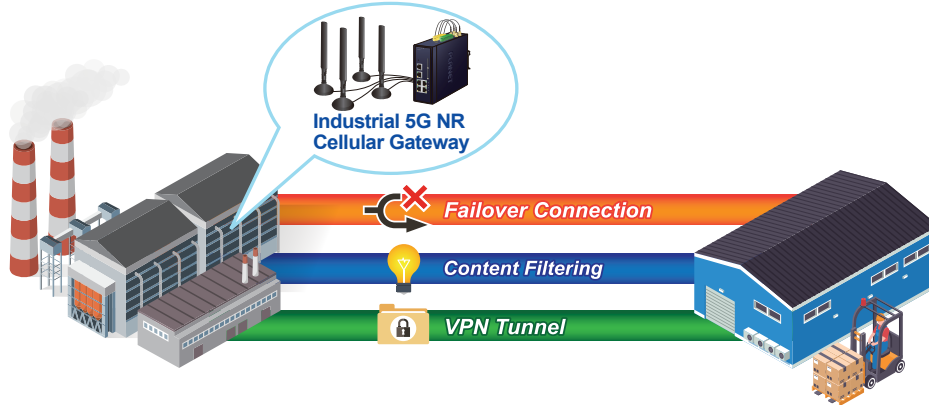 Industrial 5G NR
Cellular Gateway
Failover Connection
Content Filtering
VPN Tunnel